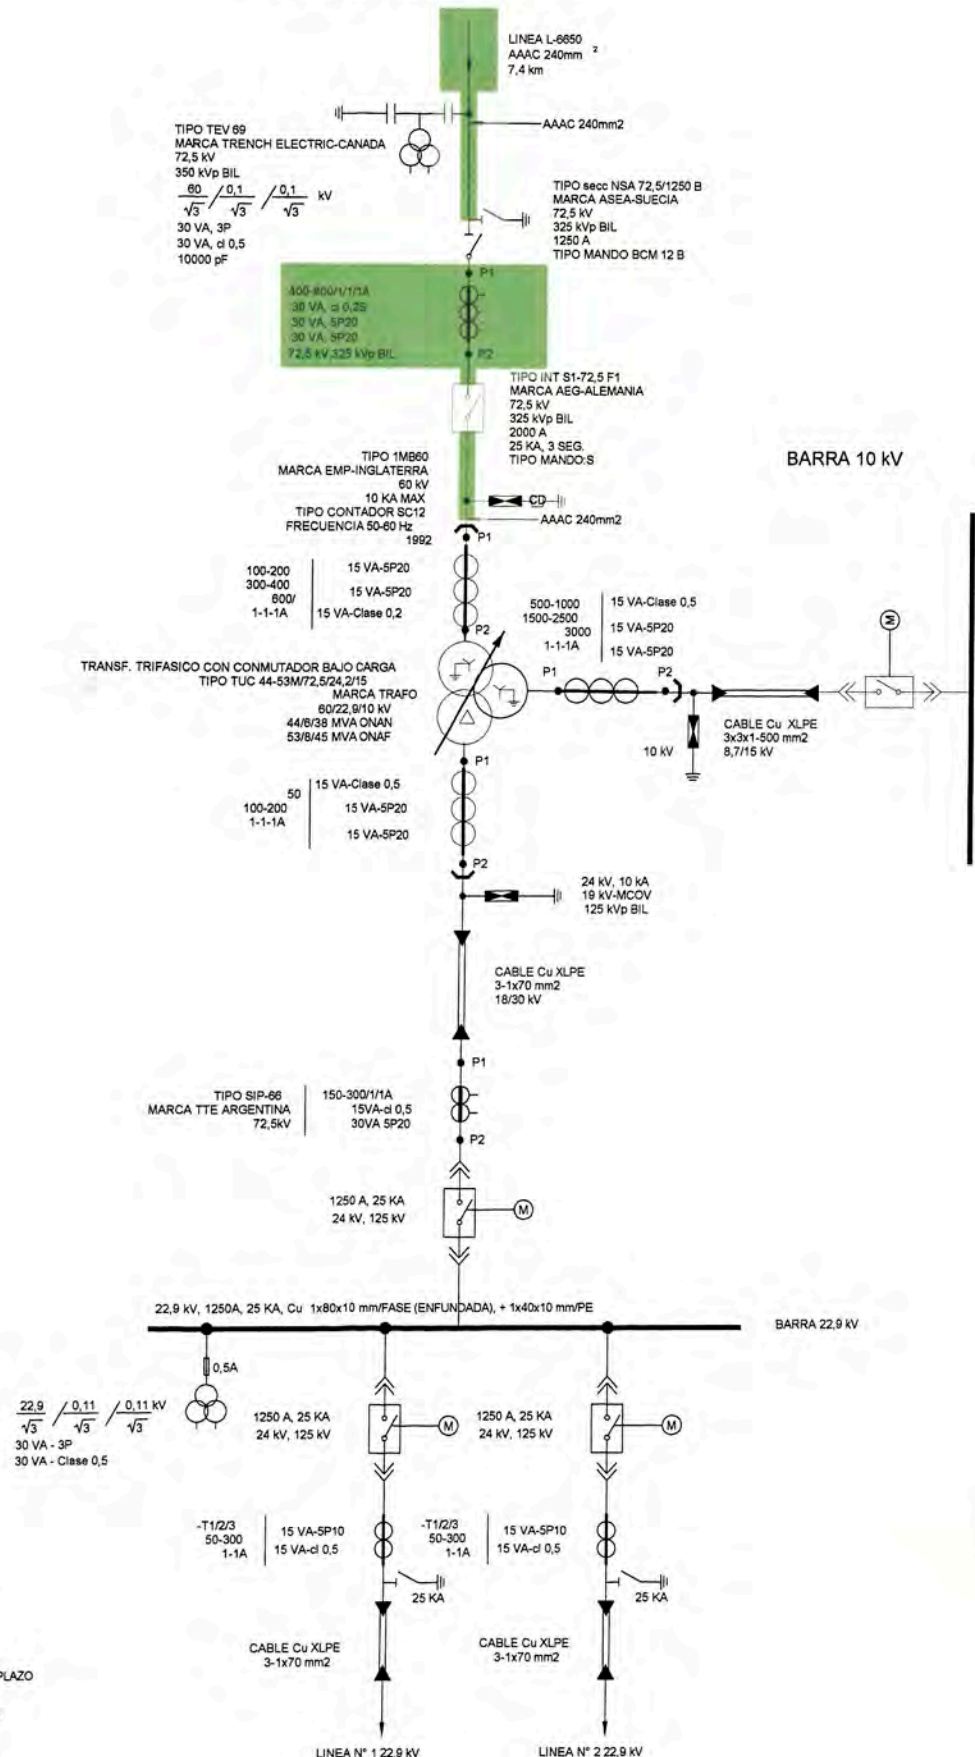 LINEA L-6650
AAAC 240mm 2
7,4 km
AAAC 240mm2
TIPO TEV 69
MARCA TRENCH ELECTRIC-CANADA
72,5 kV
350 kVp BIL
60/√3 / 0,1/√3 / 0,1/√3 kV
30 VA, 3P
30 VA, cl 0,5
10000 pF
TIPO secc NSA 72,5/1250 B
MARCA ASEA-SUECIA
72,5 kV
325 kVp BIL
1250 A
TIPO MANDO BCM 12 B
P1
400-800/1/1/1A
30 VA, cl 0,2S
30 VA, 5P20
30 VA, 5P20
72,5 kV,325 kVp BIL
P2
TIPO INT S1-72,5 F1
MARCA AEG-ALEMANIA
72,5 kV
325 kVp BIL
2000 A
25 KA, 3 SEG.
TIPO MANDO:S
BARRA 10 kV
TIPO 1MB60
MARCA EMP-INGLATERRA
60 kV
10 KA MAX
TIPO CONTADOR SC12
FRECUENCIA 50-60 Hz
1992
CD
AAAC 240mm2
P1
100-200
300-400
600/
1-1-1A
15 VA-5P20
15 VA-5P20
15 VA-Clase 0,2
P2
500-1000
1500-2500
3000
1-1-1A
15 VA-Clase 0,5
15 VA-5P20
15 VA-5P20
M
P1
P2
TRANSF. TRIFASICO CON CONMUTADOR BAJO CARGA
TIPO TUC 44-53M/72,5/24,2/15
MARCA TRAFO
60/22,9/10 kV
44/6/38 MVA ONAN
53/8/45 MVA ONAF
10 kV
CABLE Cu XLPE
3x3x1-500 mm2
8,7/15 kV
P1
50
100-200
1-1-1A
15 VA-Clase 0,5
15 VA-5P20
15 VA-5P20
P2
24 kV, 10 kA
19 kV-MCOV
125 kVp BIL
CABLE Cu XLPE
3-1x70 mm2
18/30 kV
P1
TIPO SIP-66
MARCA TTE ARGENTINA
72,5kV
150-300/1/1A
15VA-cl 0,5
30VA 5P20
P2
1250 A, 25 KA
24 kV, 125 kV
M
22,9 kV, 1250A, 25 KA, Cu 1x80x10 mm/FASE (ENFUNDADA), + 1x40x10 mm/PE
BARRA 22,9 kV
0,5A
22,9/√3 / 0,11/√3 / 0,11/√3 kV
30 VA - 3P
30 VA - Clase 0,5
1250 A, 25 KA
24 kV, 125 kV
M
1250 A, 25 KA
24 kV, 125 kV
M
-T1/2/3
50-300
1-1A
15 VA-5P10
15 VA-cl 0,5
-T1/2/3
50-300
1-1A
15 VA-5P10
15 VA-cl 0,5
25 KA
25 KA
CABLE Cu XLPE
3-1x70 mm2
CABLE Cu XLPE
3-1x70 mm2
PLAZO
LINEA N° 1 22,9 kV
LINEA N° 2 22,9 kV